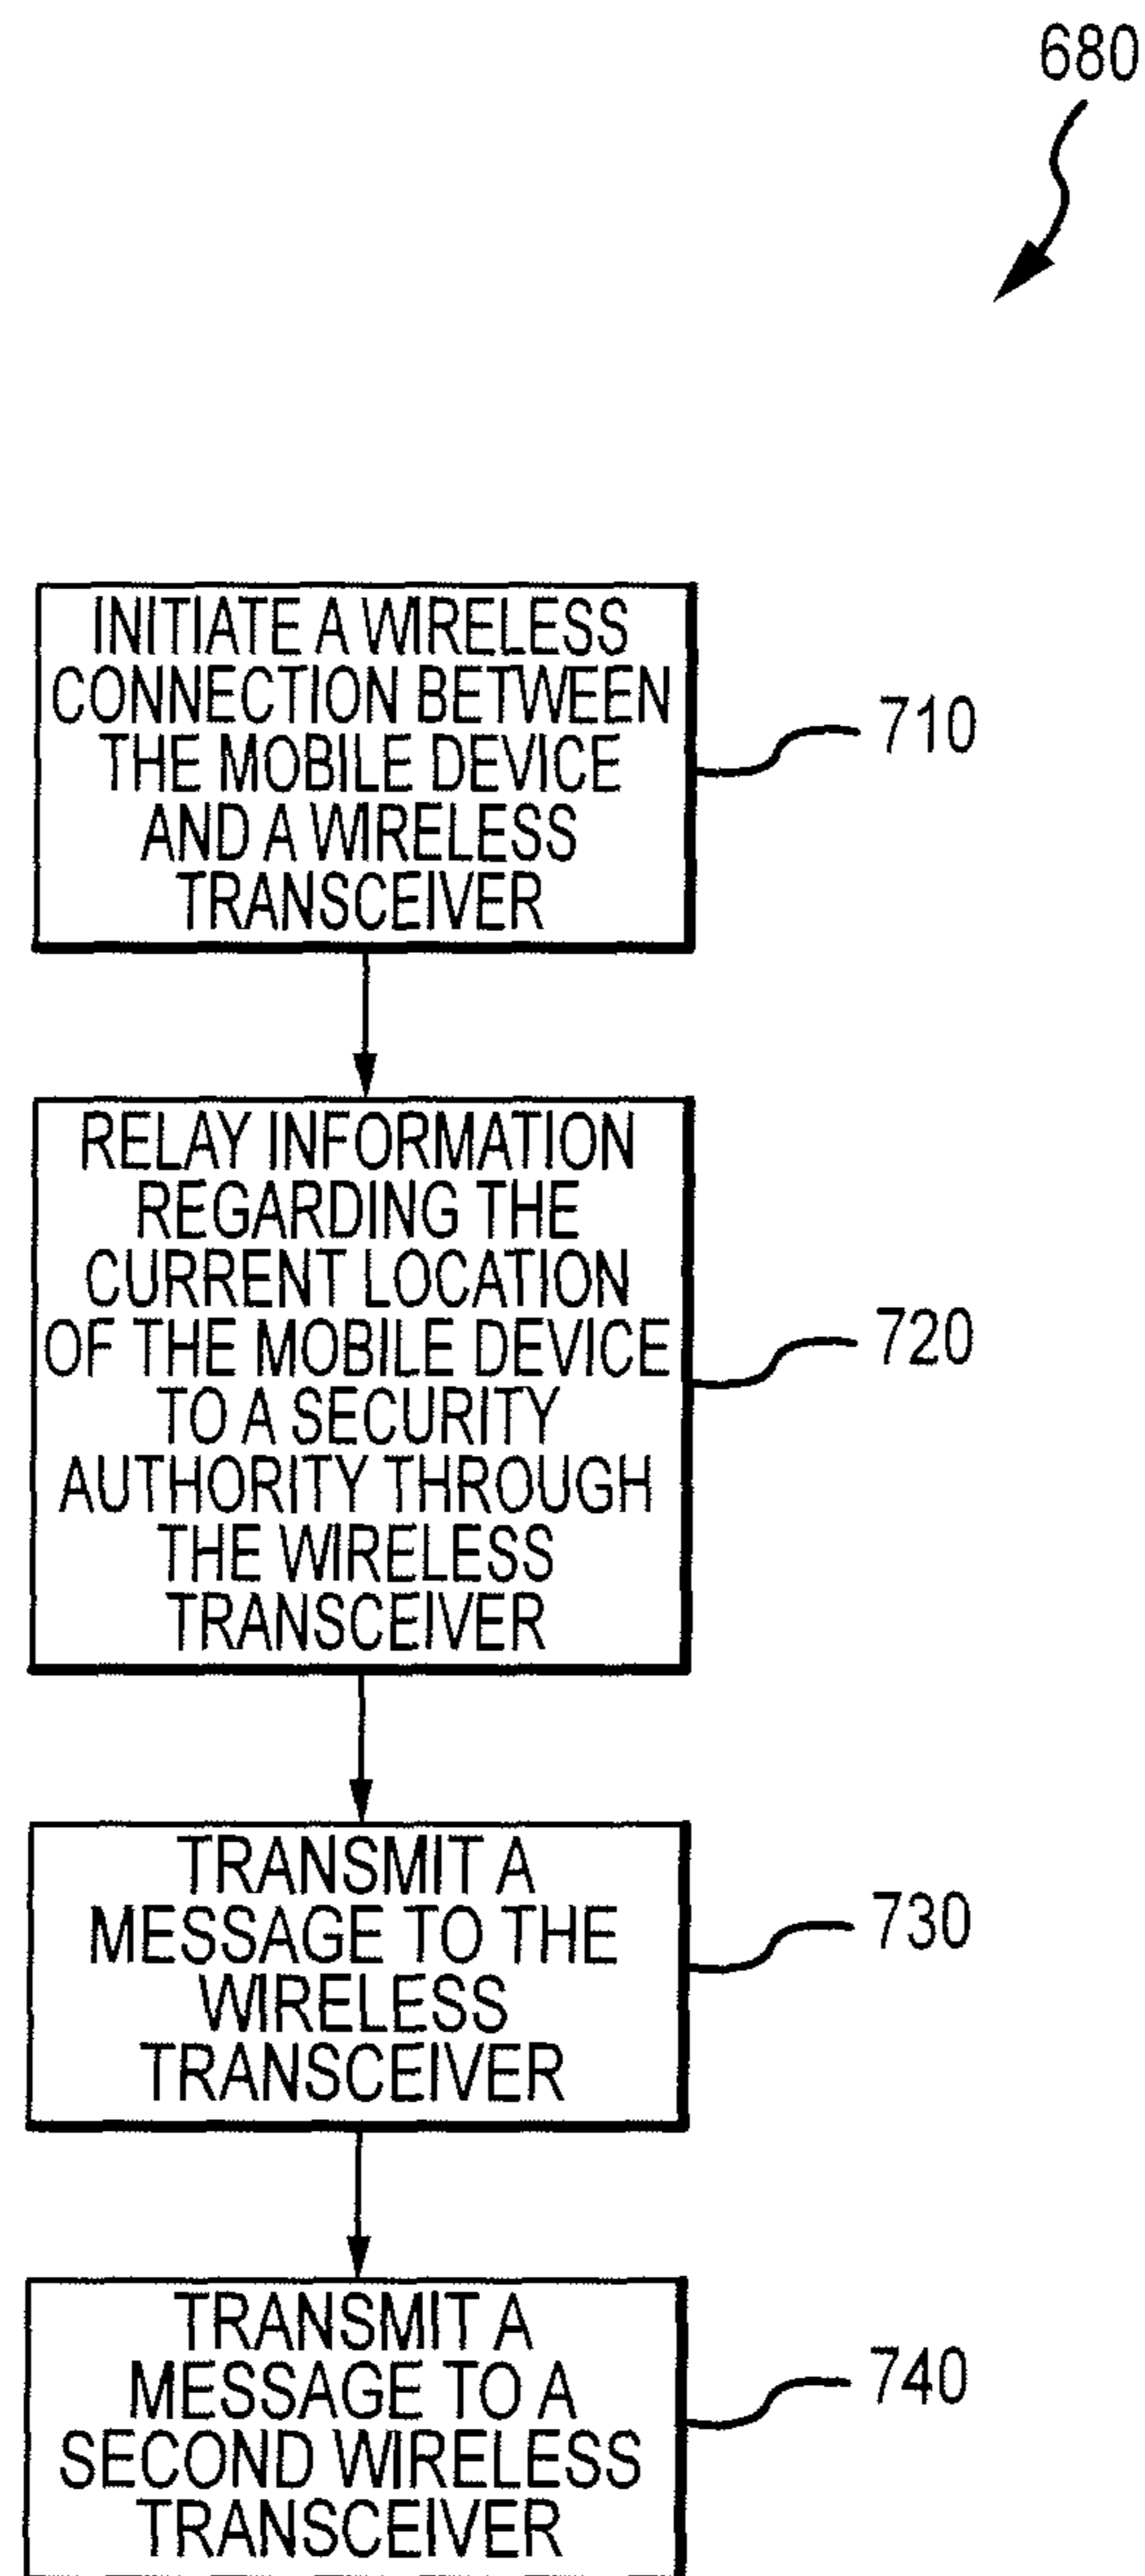 680
INITIATE A WIRELESS
CONNECTION BETWEEN
THE MOBILE DEVICE
AND A WIRELESS
TRANSCEIVER
710
RELAY INFORMATION
REGARDING THE
CURRENT LOCATION
OF THE MOBILE DEVICE
TO A SECURITY
AUTHORITY THROUGH
THE WIRELESS
TRANSCEIVER
720
TRANSMIT A
MESSAGE TO THE
WIRELESS
TRANSCEIVER
730
TRANSMIT A
MESSAGE TO A
SECOND WIRELESS
TRANSCEIVER
740